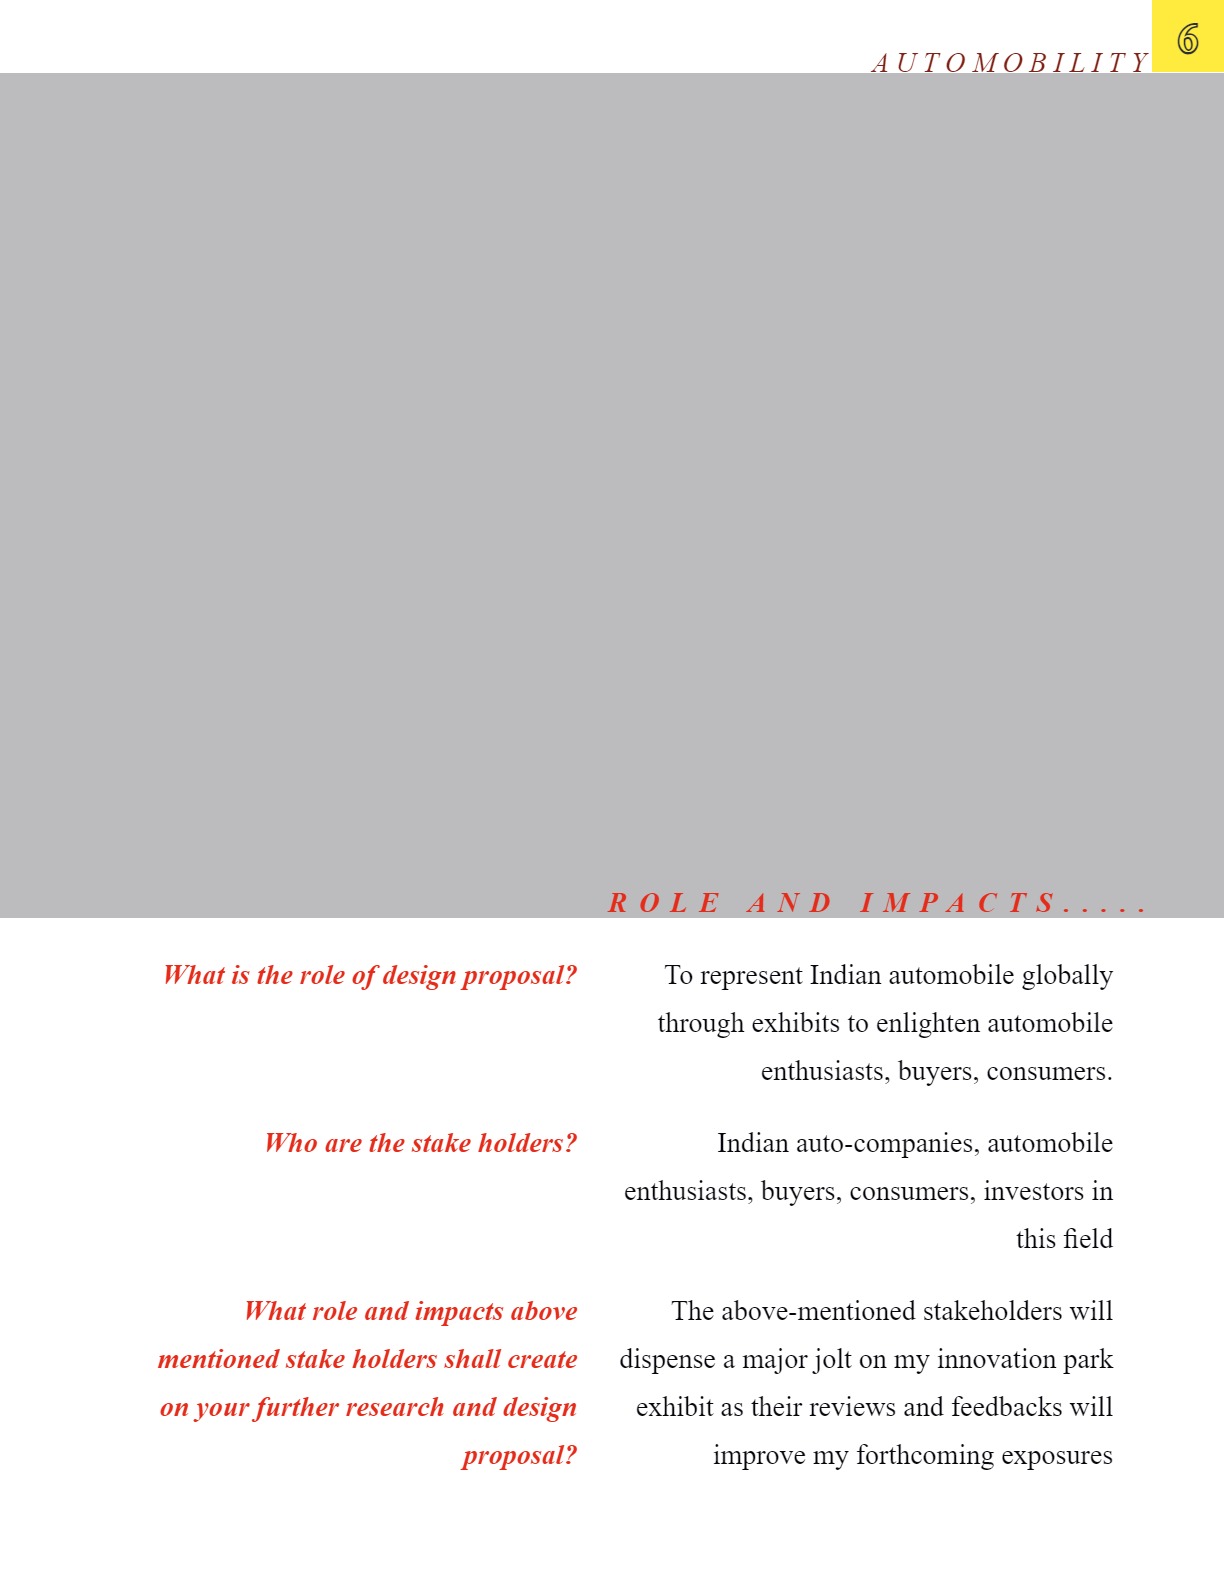 AUTOMOBILITY
6
ROLE AND IMPACTS.....
What is the role of design proposal?
To represent Indian automobile globally
through exhibits to enlighten automobile
enthusiasts, buyers, consumers.
Who are the stake holders?
Indian auto-companies, automobile
enthusiasts, buyers, consumers, investors in
this field
What role and impacts above
mentioned stake holders shall create
on your further research and design
proposal?
The above-mentioned stakeholders will
dispense a major jolt on my innovation park
exhibit as their reviews and feedbacks will
improve my forthcoming exposures